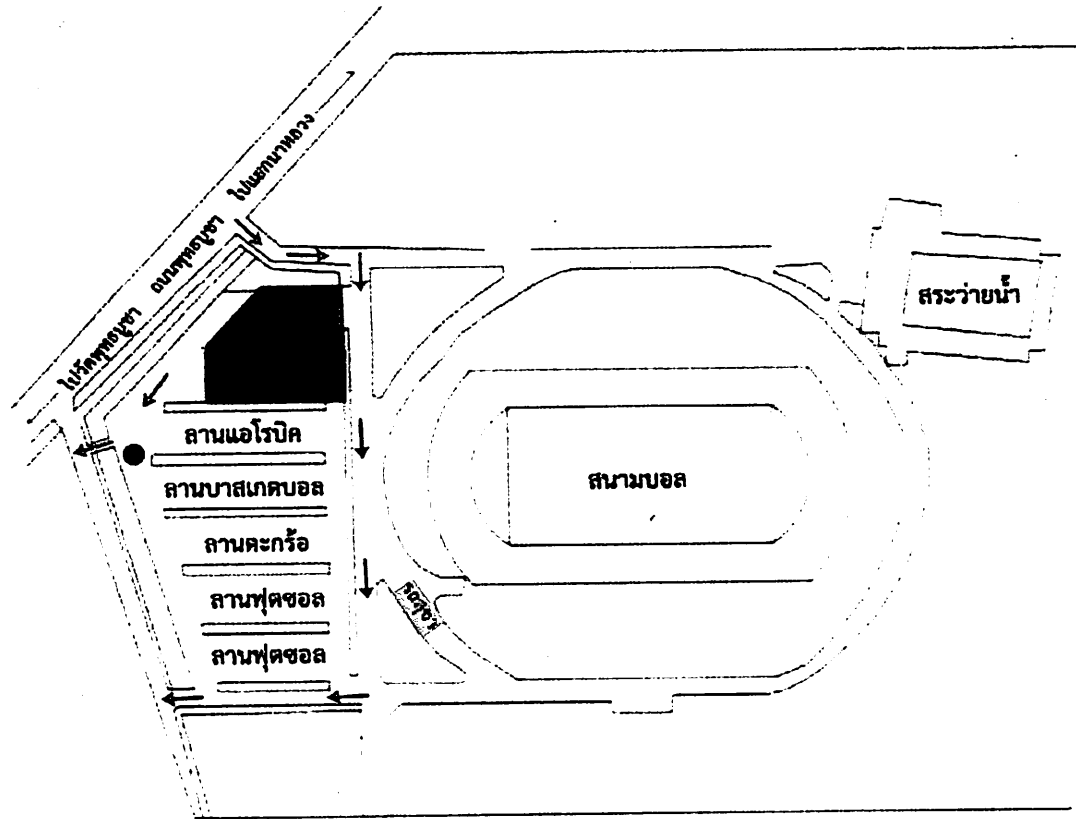 ไปแยกนาหลวง
ถนนพุทธบูชา
ไปวัดพุทธบูชา
สระว่ายน้ำ
ลานแอโรบิค
ลานบาสเกตบอล
สนามบอล
ลานตะกร้อ
ลานฟุตซอล
ลานฟุตซอล